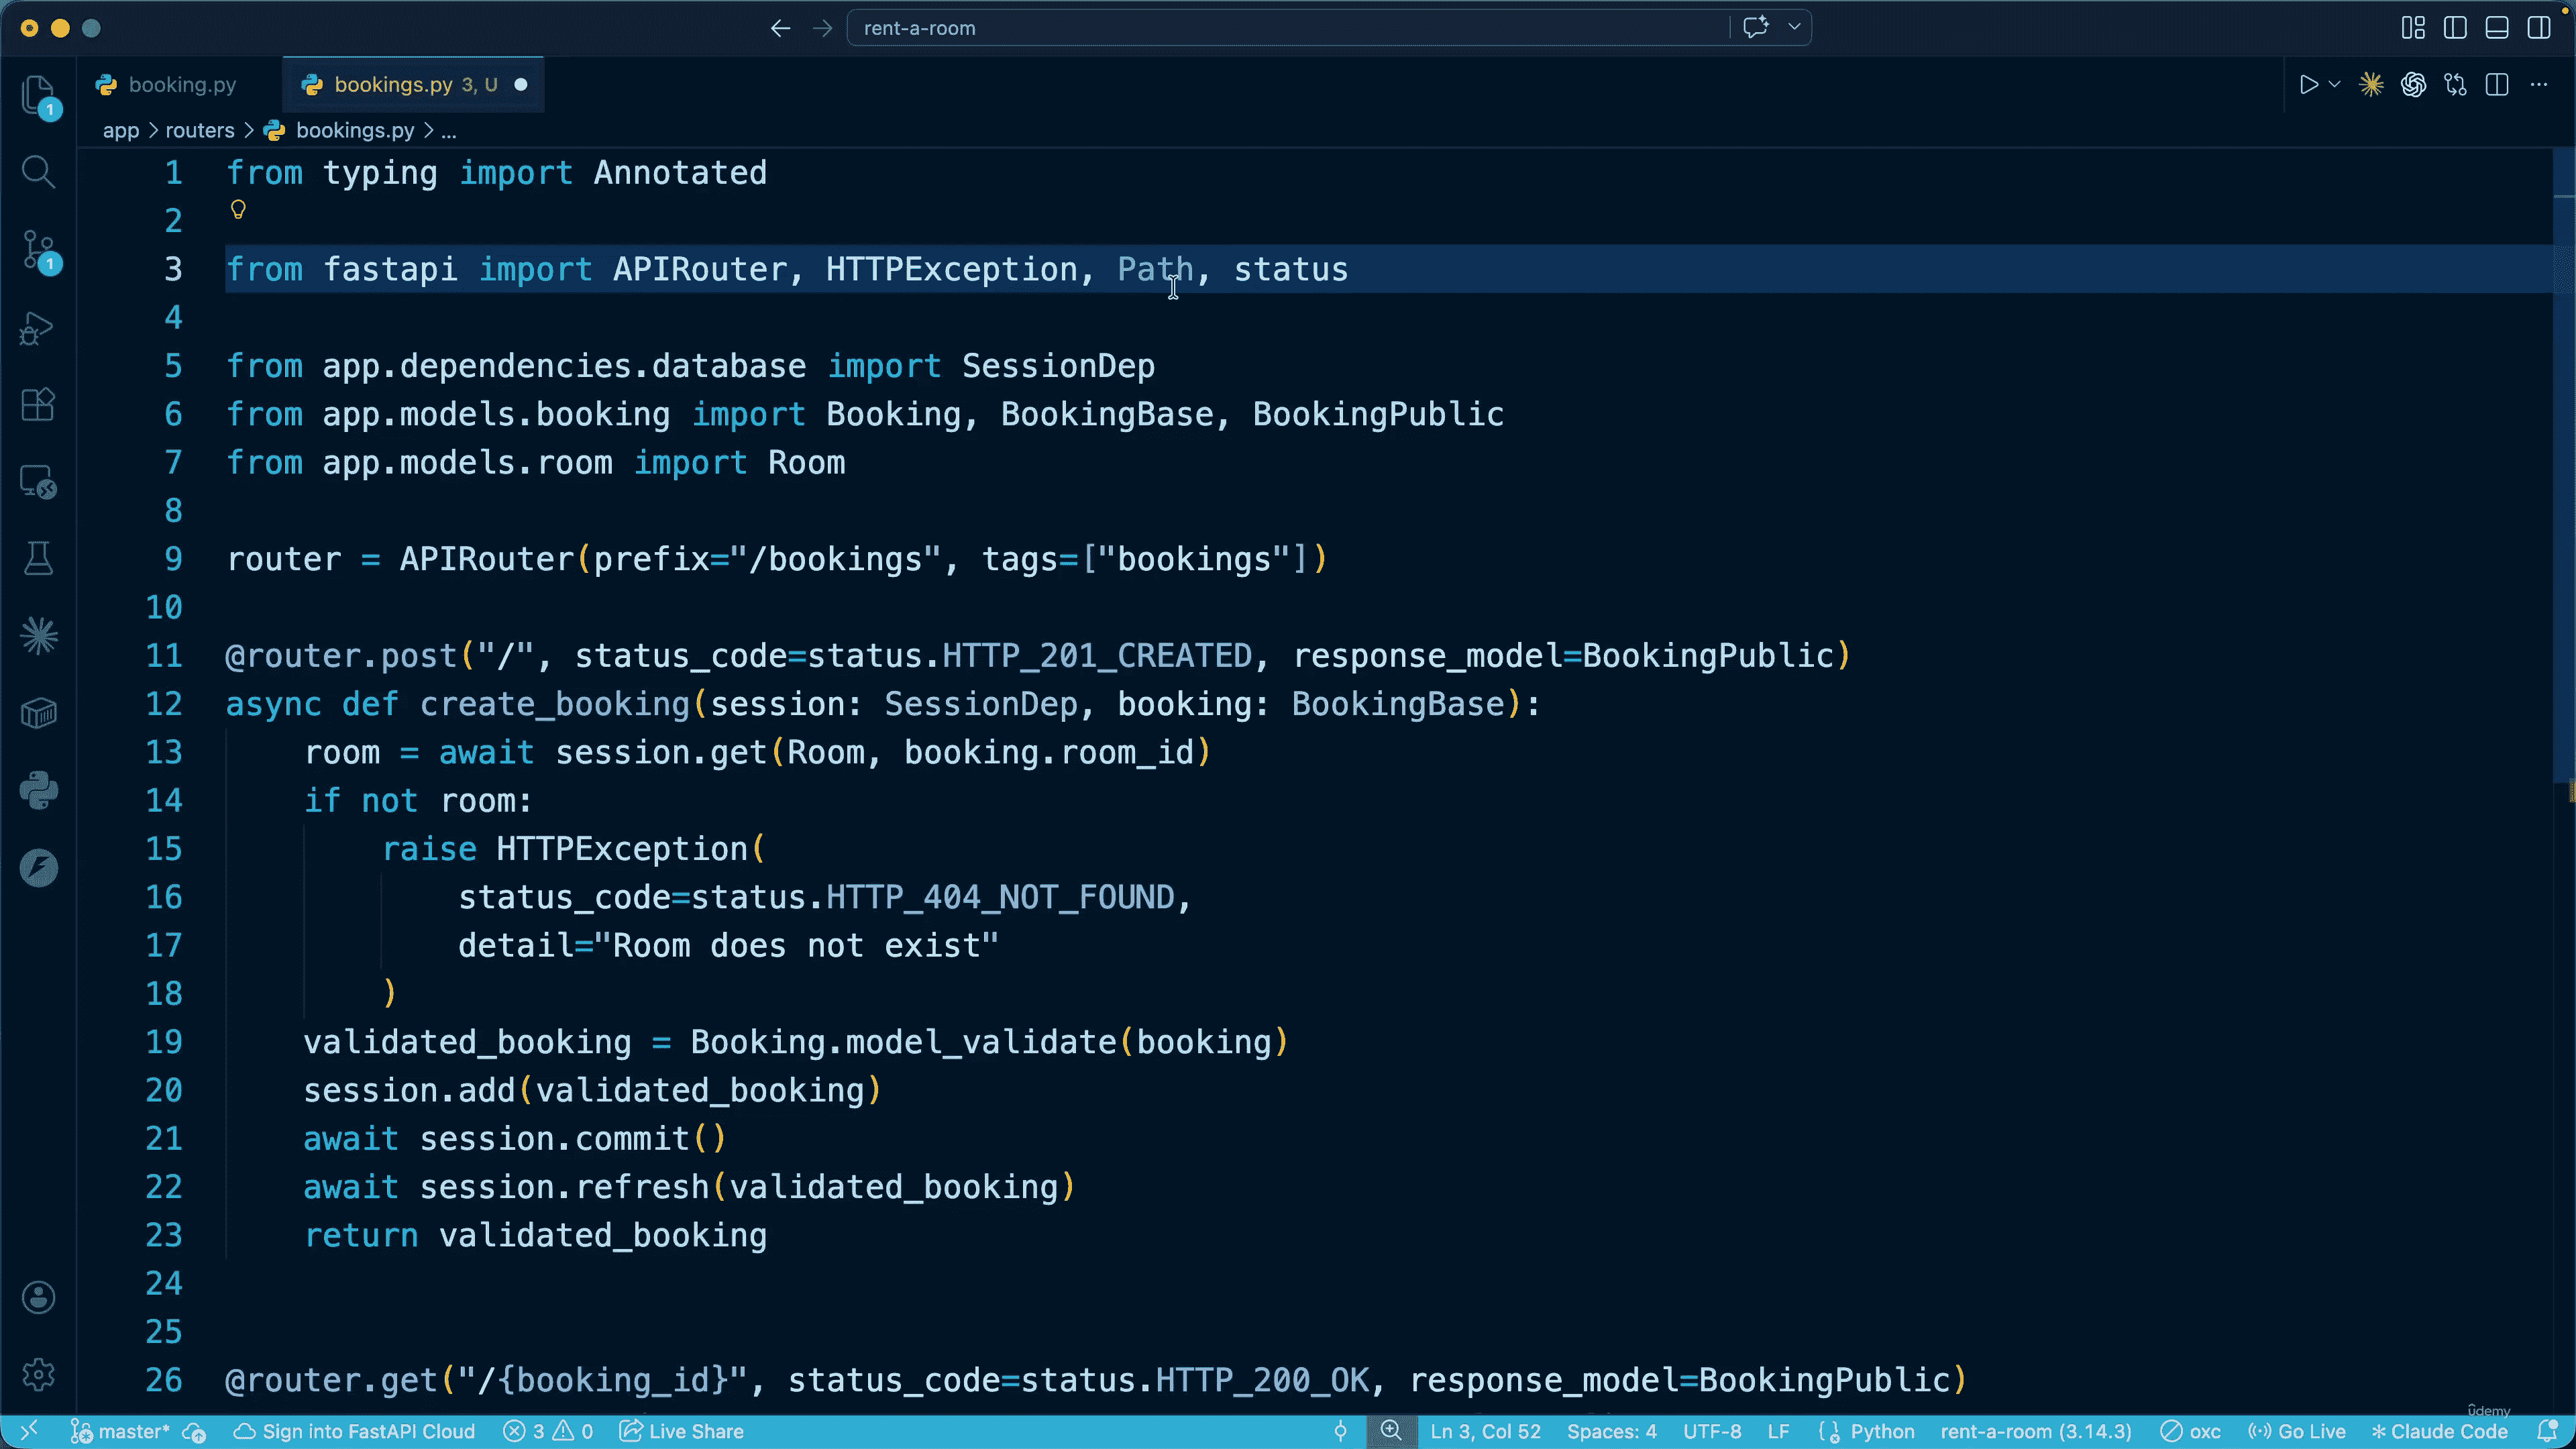 rent-a-room
booking.py
bookings.py 3, U
app > routers > bookings.py > ...
1
1
1 from typing import Annotated
2
3 from fastapi import APIRouter, HTTPException, Path, status
4
5 from app.dependencies.database import SessionDep
6 from app.models.booking import Booking, BookingBase, BookingPublic
7 from app.models.room import Room
8
9 router = APIRouter(prefix="/bookings", tags=["bookings"])
10
11 @router.post("/", status_code=status.HTTP_201_CREATED, response_model=BookingPublic)
12 async def create_booking(session: SessionDep, booking: BookingBase):
13     room = await session.get(Room, booking.room_id)
14     if not room:
15         raise HTTPException(
16             status_code=status.HTTP_404_NOT_FOUND,
17             detail="Room does not exist"
18         )
19     validated_booking = Booking.model_validate(booking)
20     session.add(validated_booking)
21     await session.commit()
22     await session.refresh(validated_booking)
23     return validated_booking
24
25
26 @router.get("/{booking_id}", status_code=status.HTTP_200_OK, response_model=BookingPublic)
udemy
master* Sign into FastAPI Cloud 3 0 Live Share Ln 3, Col 52 Spaces: 4 UTF-8 LF Python rent-a-room (3.14.3) oxc Go Live Claude Code